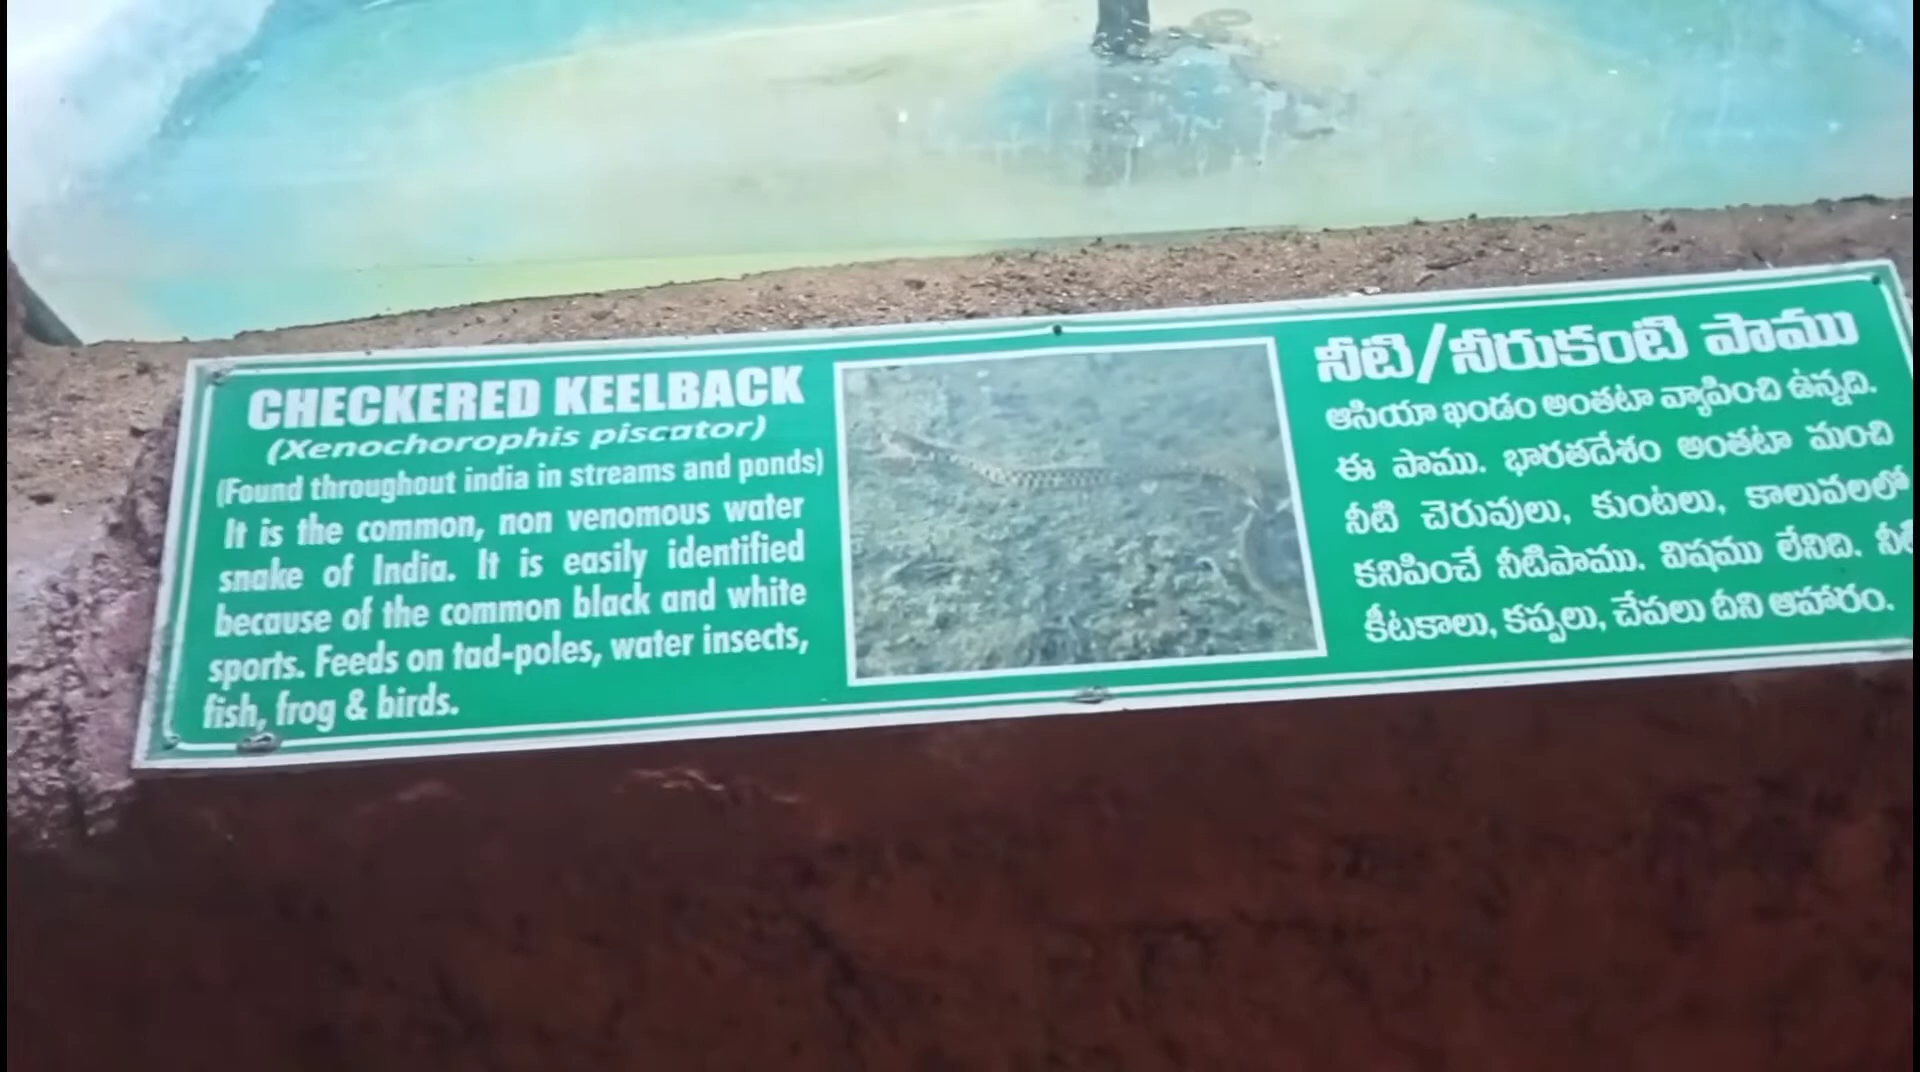 CHECKERED KEELBACK
(Xenochorophis piscator)
(Found throughout india in streams and ponds)
It is the common, non venomous water
snake of India. It is easily identified
because of the common black and white
sports. Feeds on tad-poles, water insects,
fish, frog & birds.
నీటి/నీరుకంటి పాము
ఆసియా ఖండం అంతటా వ్యాపించి ఉన్నది.
ఈ పాము. భారతదేశం అంతటా మంచి
నీటి చెరువులు, కుంటలు, కాలువలలో
కనిపించే నీటిపాము. విషము లేనిది.
కీటకాలు, కప్పలు, చేపలు దీని ఆహారం.